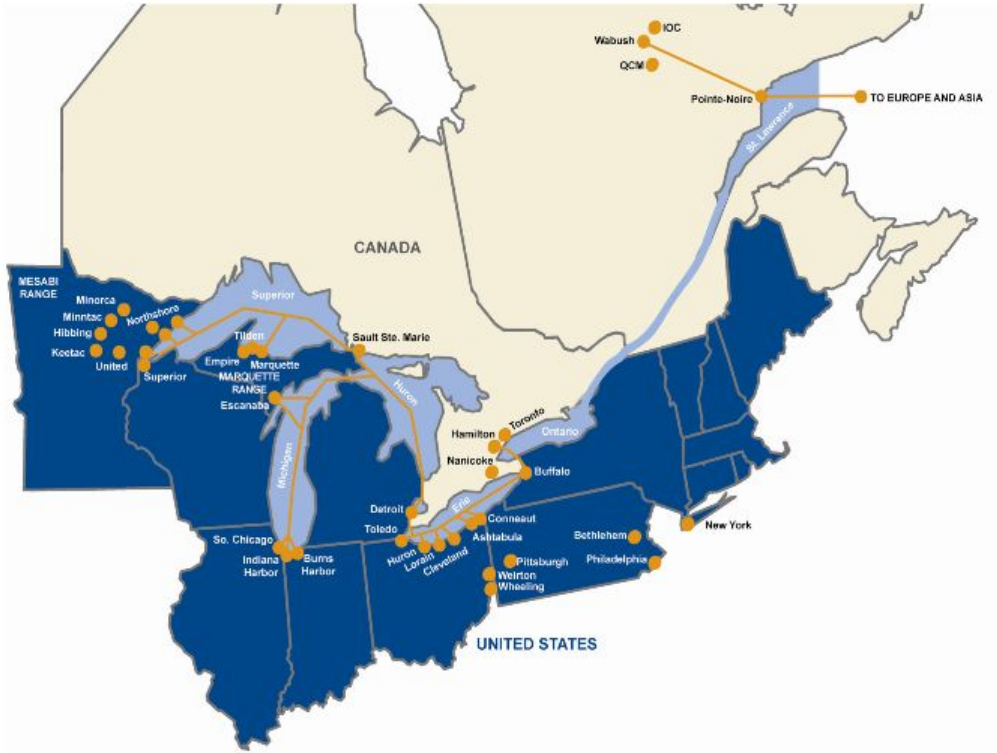 IOC
Wabush
QCM
Pointe-Noire
TO EUROPE AND ASIA
St. Lawrance
CANADA
MESABI
RANGE
Minorca
Minntac
Northshore
Hibbing
Keetac
United
Superior
Superior
Tilden
Empire
Marquette
MARQUETTE
RANGE
Escanaba
Sault Ste. Marie
Huron
Michigan
Toronto
Hamilton
Ontario
Nanicoke
Buffalo
Erie
Detroit
Toledo
Conneaut
Ashtabula
Huron
Lorain
Cleveland
So. Chicago
Indiana
Harbor
Burns
Harbor
New York
Bethlehem
Pittsburgh
Philadelphia
Weirton
Wheeling
UNITED STATES